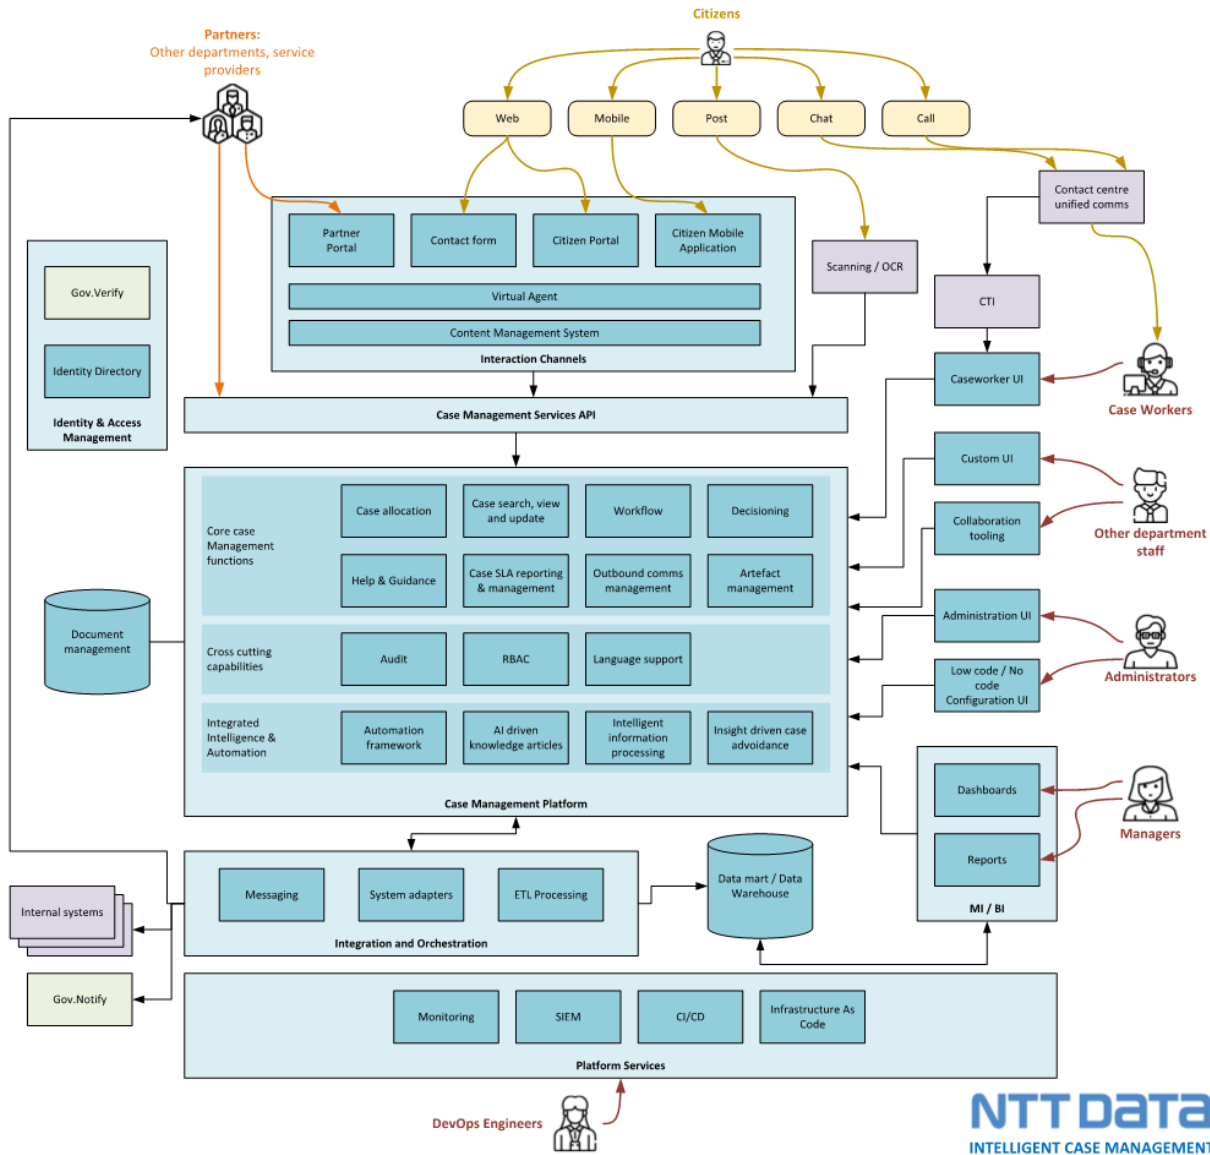 Citizens
Partners:
Other departments, service
providers
Web
Mobile
Post
Chat
Call
Contact centre
unified comms
Partner
Portal
Contact form
Citizen Portal
Citizen Mobile
Application
Scanning / OCR
Gov.Verify
Virtual Agent
CTI
Content Management System
Interaction Channels
Identity Directory
Caseworker UI
Case Workers
Identity & Access
Management
Case Management Services API
Custom UI
Core case
Management
functions
Case allocation
Case search, view
and update
Workflow
Decisioning
Collaboration
tooling
Other department
staff
Help & Guidance
Case SLA reporting
& management
Outbound comms
management
Artefact
management
Document
management
Administration UI
Cross cutting
capabilities
Audit
RBAC
Language support
Low code / No
code
Configuration UI
Administrators
Integrated
Intelligence &
Automation
Automation
framework
AI driven
knowledge articles
Intelligent
information
processing
Insight driven case
advoidance
Case Management Platform
Dashboards
Managers
Reports
MI / BI
Messaging
System adapters
ETL Processing
Integration and Orchestration
Data mart / Data
Warehouse
Internal systems
Gov.Notify
Monitoring
SIEM
CI/CD
Infrastructure As
Code
Platform Services
DevOps Engineers
NTT DATA
INTELLIGENT CASE MANAGEMENT